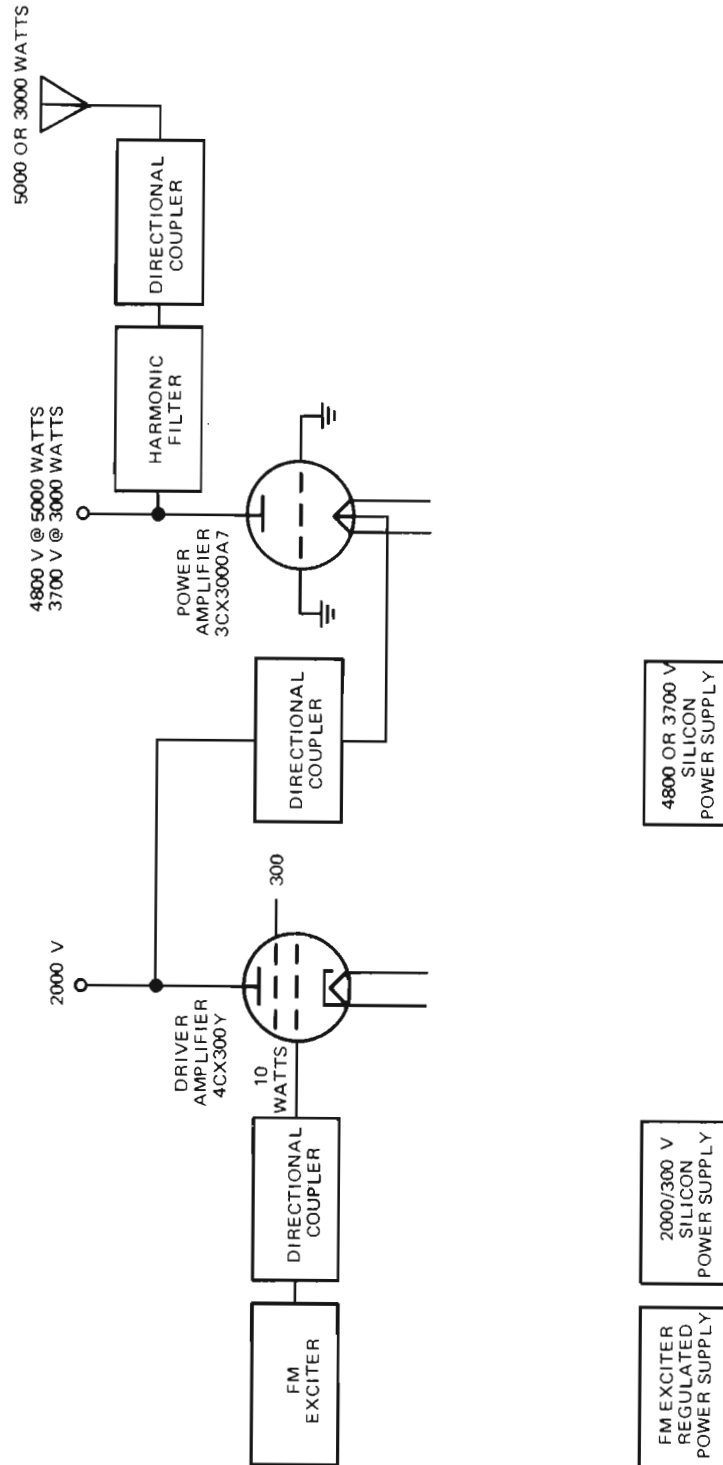 5000 OR 3000 WATTS
4800 V @ 5000 WATTS
3700 V @ 3000 WATTS
2000 V
FM
EXCITER
DIRECTIONAL
COUPLER
10
WATTS
DRIVER
AMPLIFIER
4CX300Y
300
DIRECTIONAL
COUPLER
POWER
AMPLIFIER
3CX3000A7
HARMONIC
FILTER
DIRECTIONAL
COUPLER
FM EXCITER
REGULATED
POWER SUPPLY
2000/300 V
SILICON
POWER SUPPLY
4800 OR 3700 V
SILICON
POWER SUPPLY